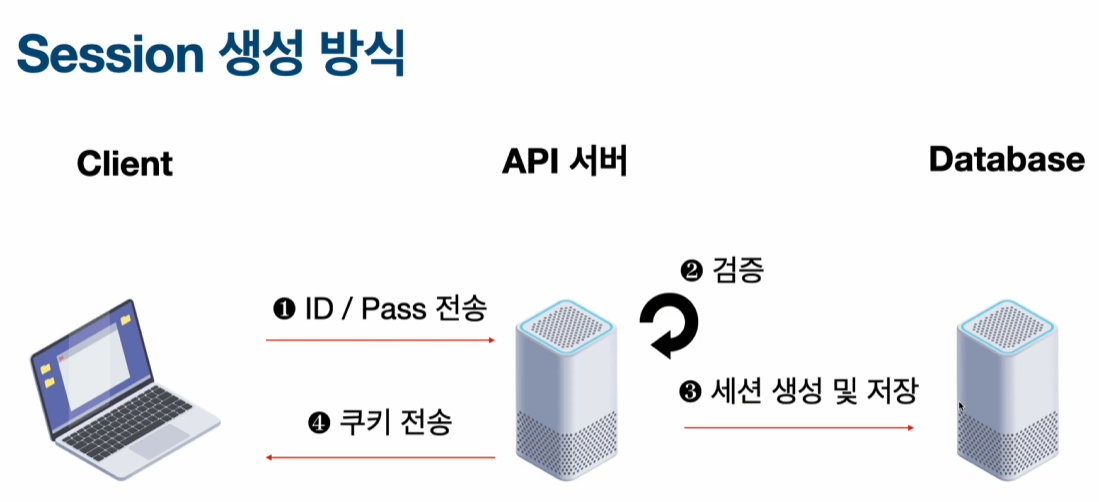 Session 생성 방식
Client
API 서버
Database
❶ ID / Pass 전송
❷ 검증
❸ 세션 생성 및 저장
❹ 쿠키 전송